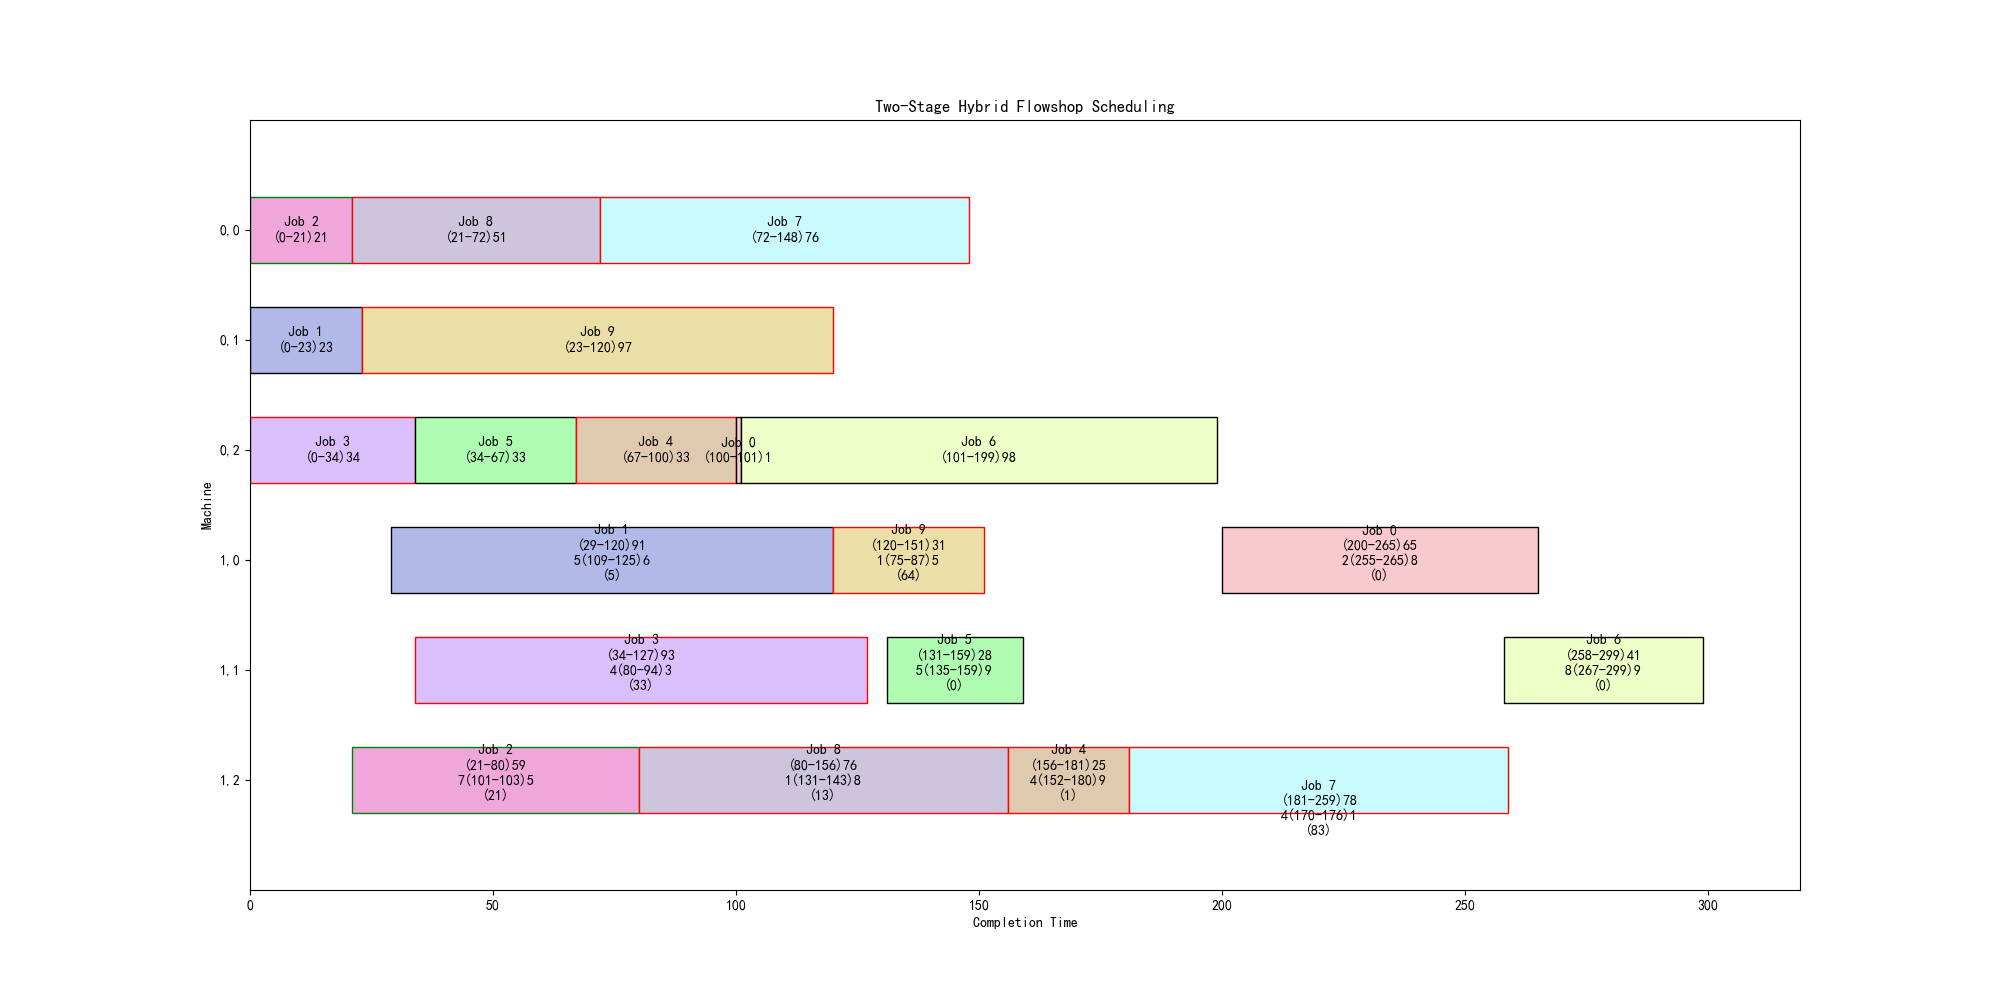 Two-Stage Hybrid Flowshop Scheduling
Machine
0,0
Job 2
(0-21)21
Job 8
(21-72)51
Job 7
(72-148)76
0,1
Job 1
(0-23)23
Job 9
(23-120)97
0,2
Job 3
(0-34)34
Job 5
(34-67)33
Job 4
(67-100)33
Job 0
(100-101)1
Job 6
(101-199)98
1,0
Job 1
(29-120)91
5(109-125)6
(5)
Job 9
(120-151)31
1(75-87)5
(64)
Job 0
(200-265)65
2(255-265)8
(0)
1,1
Job 3
(34-127)93
4(80-94)3
(33)
Job 5
(131-159)28
5(135-159)9
(0)
Job 6
(258-299)41
8(267-299)9
(0)
1,2
Job 2
(21-80)59
7(101-103)5
(21)
Job 8
(80-156)76
1(131-143)8
(13)
Job 4
(156-181)25
4(152-180)9
(1)
Job 7
(181-259)78
4(170-176)1
(83)
0
50
100
150
200
250
300
Completion Time